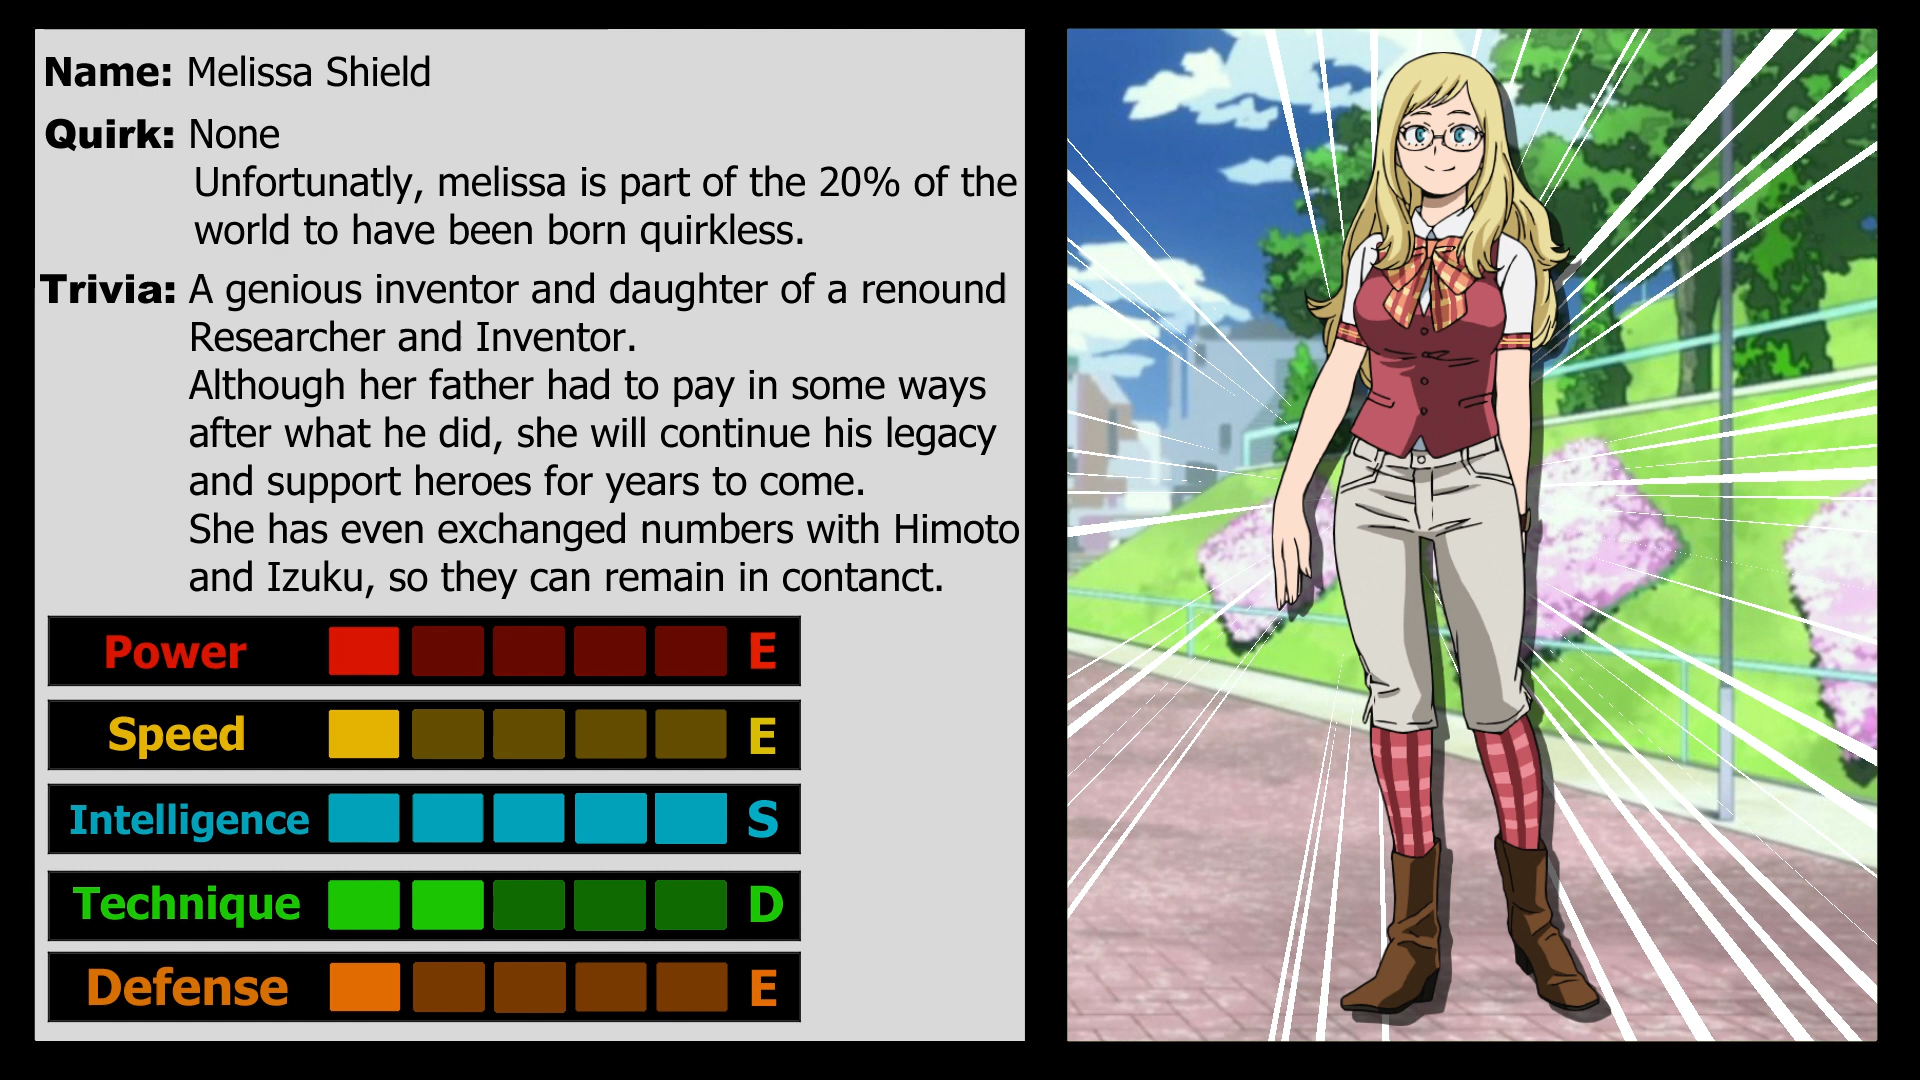 Name: Melissa Shield
Quirk: None
Unfortunatly, melissa is part of the 20% of the
world to have been born quirkless.
Trivia: A genious inventor and daughter of a renound
Researcher and Inventor.
Although her father had to pay in some ways
after what he did, she will continue his legacy
and support heroes for years to come.
She has even exchanged numbers with Himoto
and Izuku, so they can remain in contanct.
Power E
Speed E
Intelligence S
Technique D
Defense E